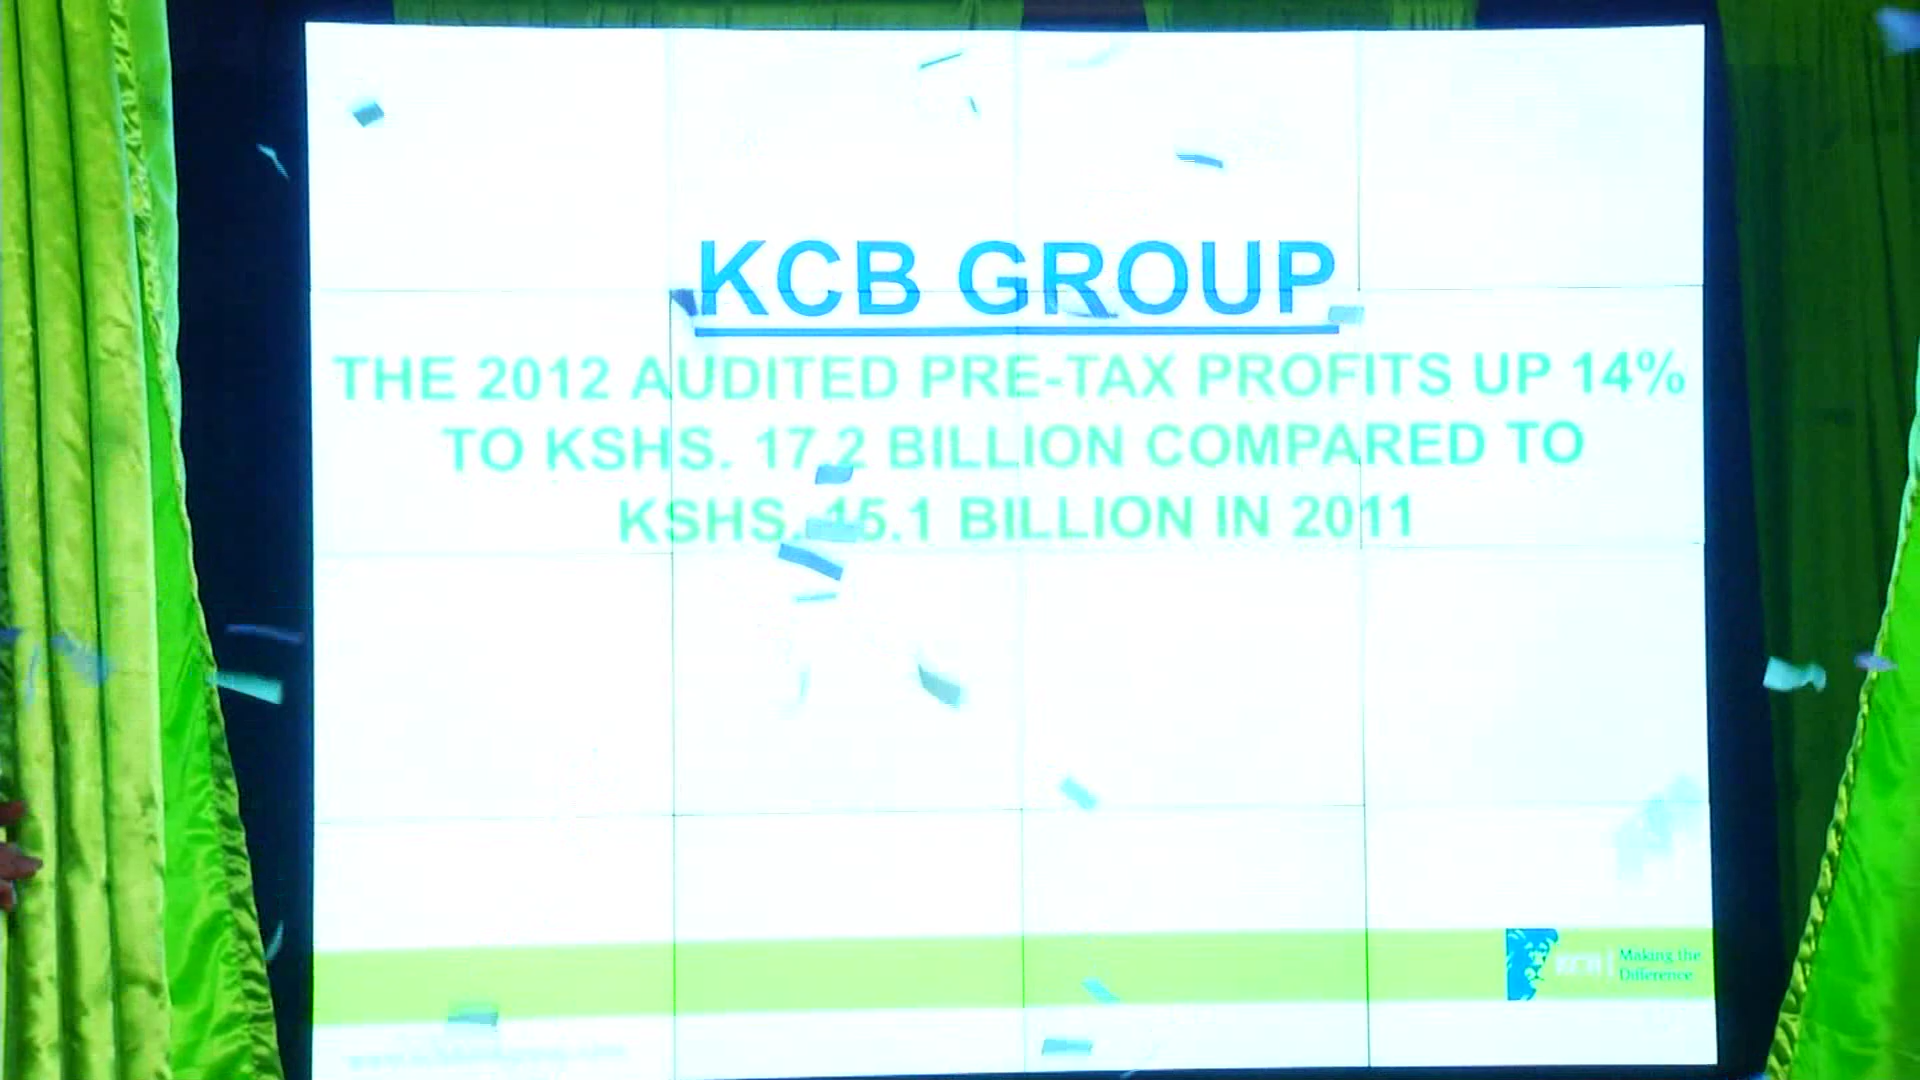 KCB GROUP
THE 2012 AUDITED PRE-TAX PROFITS UP 14%
TO KSHS. 17.2 BILLION COMPARED TO
KSHS. 15.1 BILLION IN 2011
KCB
Making the
Difference